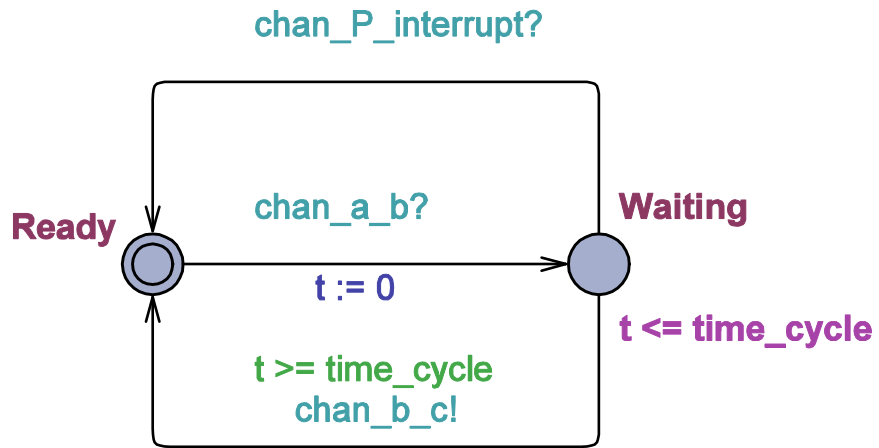 chan_P_interrupt?
chan_a_b?
Ready
Waiting
t := 0
t <= time_cycle
t >= time_cycle
chan_b_c!